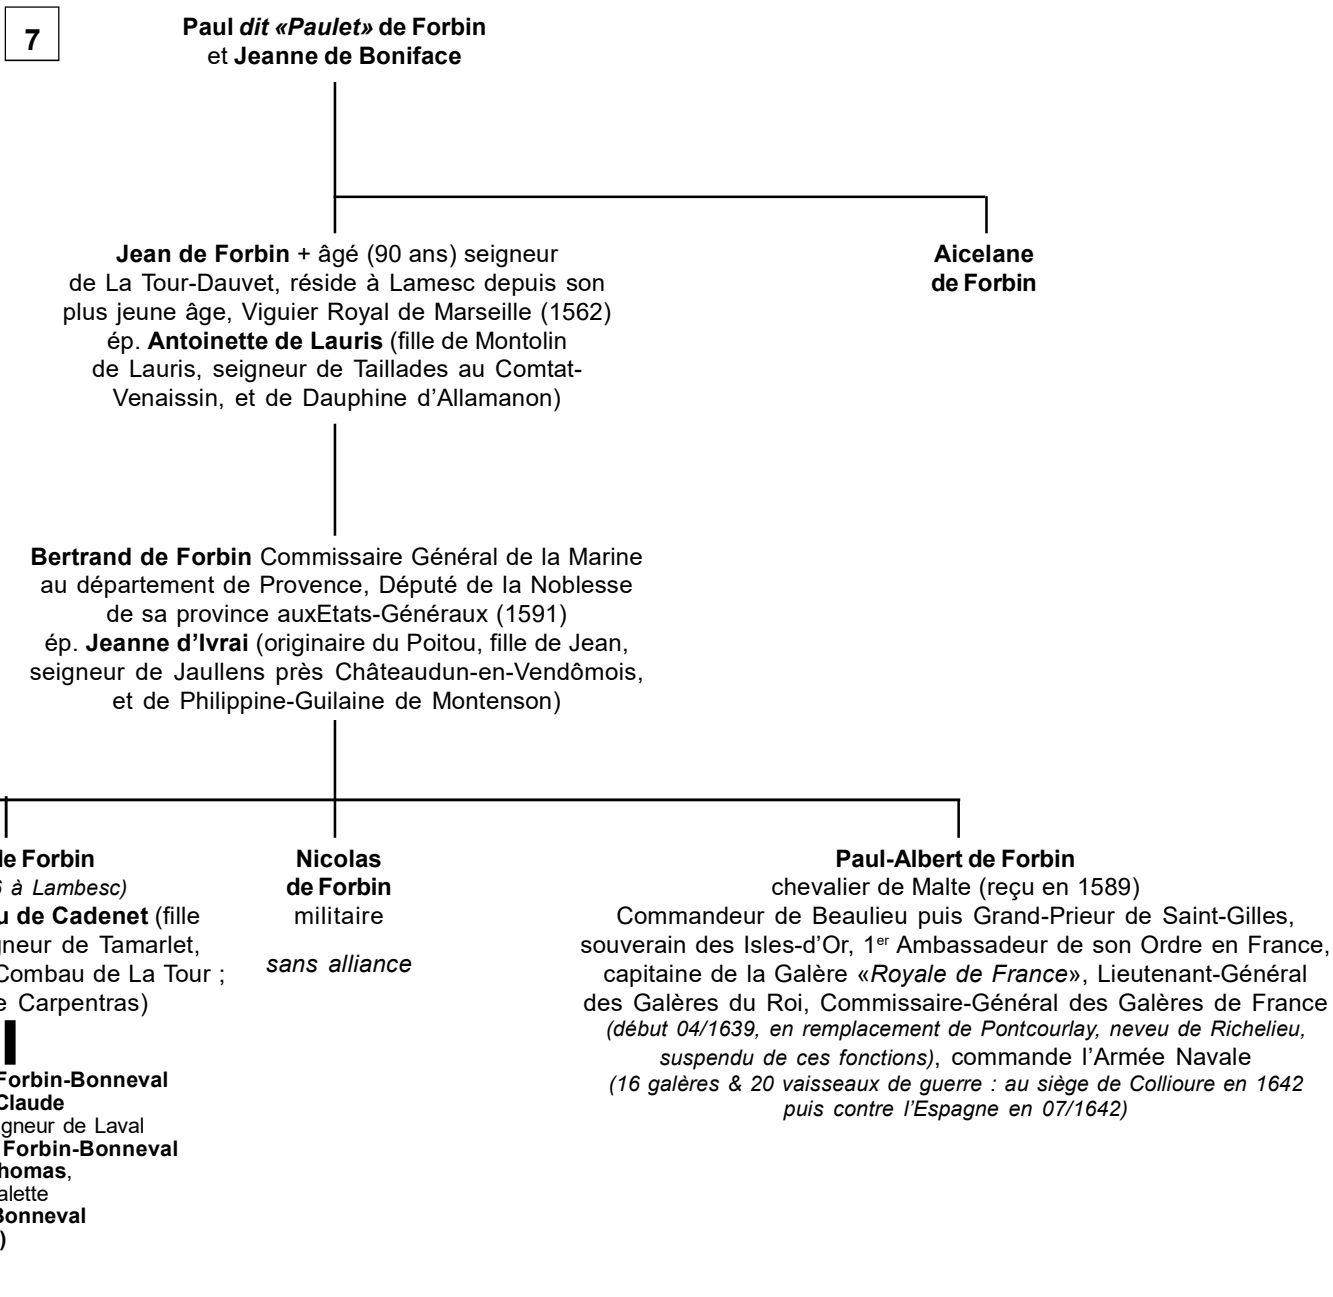 7
Paul dit «Paulet» de Forbin
et Jeanne de Boniface
Jean de Forbin + âgé (90 ans) seigneur
de La Tour-Dauvet, réside à Lamesc depuis son
plus jeune âge, Viguier Royal de Marseille (1562)
ép. Antoinette de Lauris (fille de Montolin
de Lauris, seigneur de Taillades au Comtat-
Venaissin, et de Dauphine d’Allamanon)
Aicelane
de Forbin
Bertrand de Forbin Commissaire Général de la Marine
au département de Provence, Député de la Noblesse
de sa province auxEtats-Généraux (1591)
ép. Jeanne d’Ivrai (originaire du Poitou, fille de Jean,
seigneur de Jaullens près Châteaudun-en-Vendômois,
et de Philippine-Guilaine de Montenson)
de Forbin
à Lambesc)
de Cadenet (fille
gneur de Tamarlet,
Combau de La Tour ;
Carpentras)
Forbin-Bonneval
Claude
gneur de Laval
Forbin-Bonneval
homas,
alette
Bonneval
)
Nicolas
de Forbin
militaire
sans alliance
Paul-Albert de Forbin
chevalier de Malte (reçu en 1589)
Commandeur de Beaulieu puis Grand-Prieur de Saint-Gilles,
souverain des Isles-d’Or, 1er Ambassadeur de son Ordre en France,
capitaine de la Galère «Royale de France», Lieutenant-Général
des Galères du Roi, Commissaire-Général des Galères de France
(début 04/1639, en remplacement de Pontcourlay, neveu de Richelieu,
suspendu de ces fonctions), commande l’Armée Navale
(16 galères & 20 vaisseaux de guerre : au siège de Collioure en 1642
puis contre l’Espagne en 07/1642)